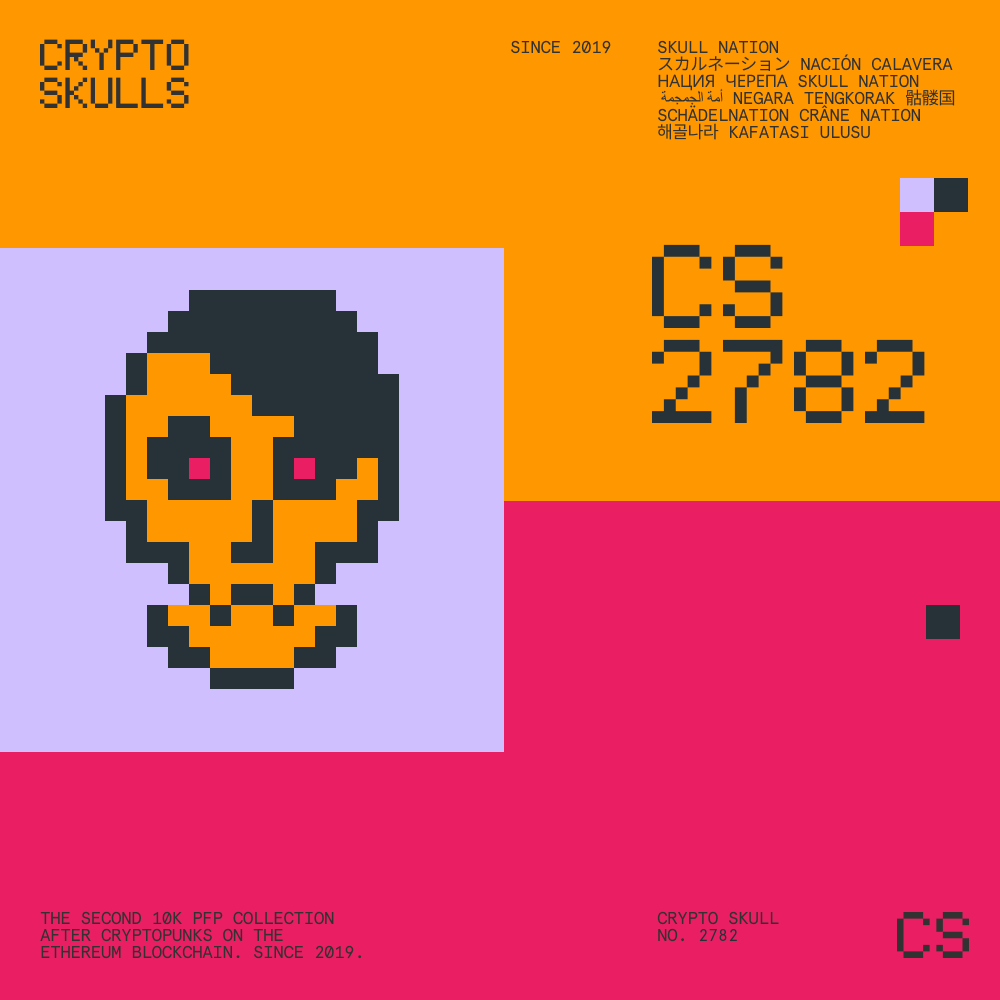 CRYPTO
SKULLS
SINCE 2019
SKULL NATION
スカルネーション NACIÓN CALAVERA
НАЦИЯ ЧЕРЕПА SKULL NATION
أمة الجمجمة NEGARA TENGKORAK 骷髅国
SCHÄDELNATION CRÂNE NATION
해골나라 KAFATASI ULUSU
CS
2782
THE SECOND 10K PFP COLLECTION
AFTER CRYPTOPUNKS ON THE
ETHEREUM BLOCKCHAIN. SINCE 2019.
CRYPTO SKULL
NO. 2782
CS